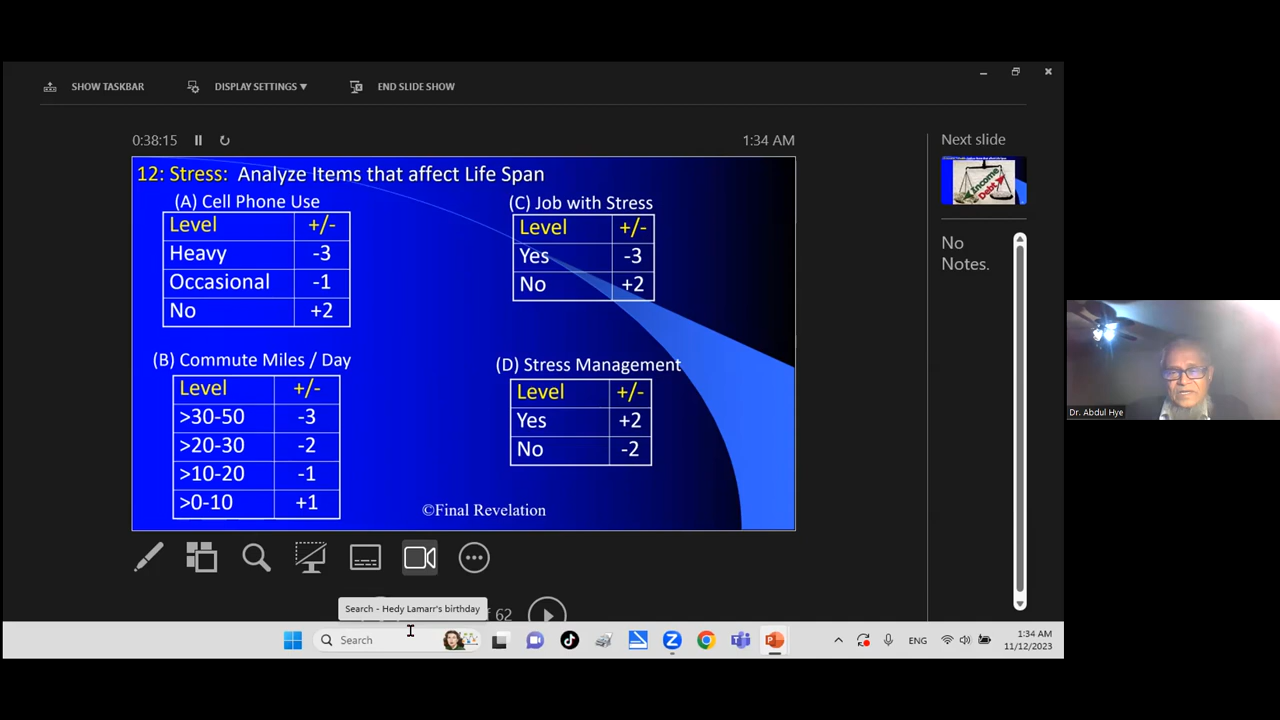 SHOW TASKBAR
DISPLAY SETTINGS ▼
END SLIDE SHOW
0:38:15
1:34 AM
12: Stress: Analyze Items that affect Life Span
(A) Cell Phone Use
Level +/-
Heavy -3
Occasional -1
No +2
(B) Commute Miles / Day
Level +/-
>30-50 -3
>20-30 -2
>10-20 -1
>0-10 +1
(C) Job with Stress
Level +/-
Yes -3
No +2
(D) Stress Management
Level +/-
Yes +2
No -2
©Final Revelation
Next slide
Income
Debt
No
Notes.
Dr. Abdul Hye
Search - Hedy Lamarr's birthday
62
Search
ENG
1:34 AM
11/12/2023